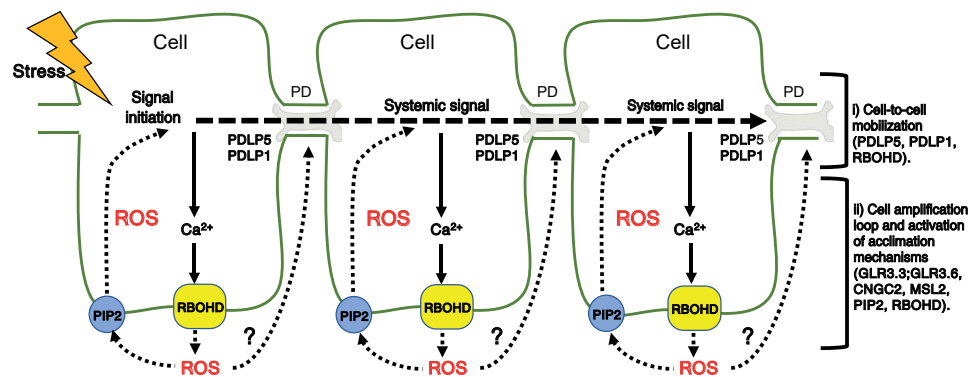 Stress
Cell
Signal
initiation
PD
PDLP5
PDLP1
ROS
Ca²⁺
PIP2
RBOHD
?
ROS
Cell
Systemic signal
PD
PDLP5
PDLP1
ROS
Ca²⁺
PIP2
RBOHD
?
ROS
Cell
Systemic signal
PD
PDLP5
PDLP1
ROS
Ca²⁺
PIP2
RBOHD
?
ROS
i) Cell-to-cell
mobilization
(PDLP5, PDLP1,
RBOHD).
ii) Cell amplification
loop and activation
of acclimation
mechanisms
(GLR3.3;GLR3.6,
CNGC2, MSL2,
PIP2, RBOHD).